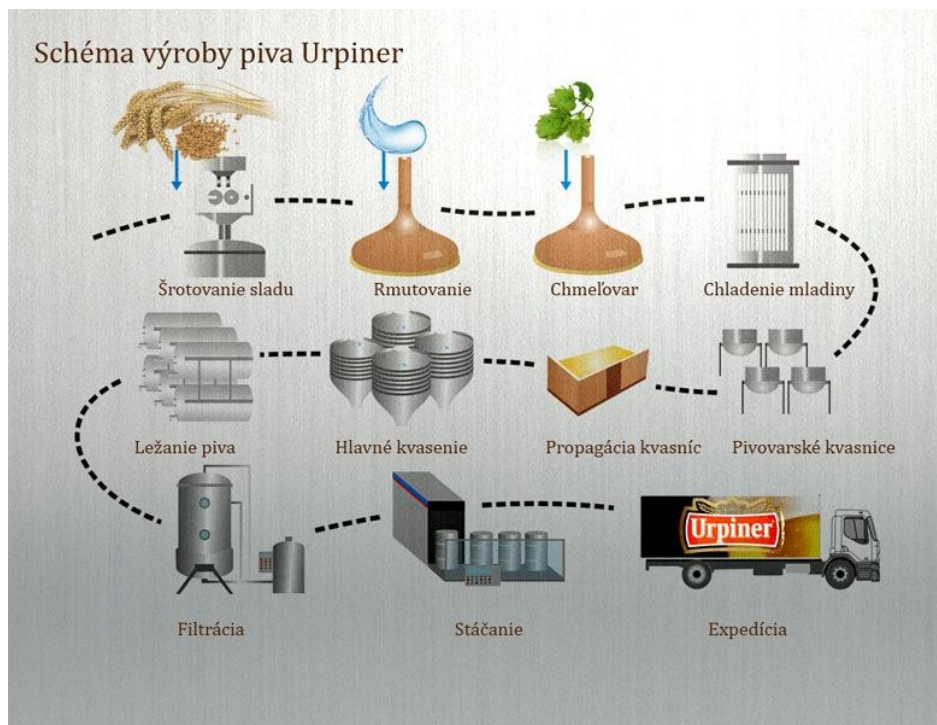 Schéma výroby piva Urpiner
Šrotovanie sladu
Rmutovanie
Chmeľovar
Chladenie mladiny
Ležanie piva
Hlavné kvasenie
Propagácia kvasníc
Pivovarské kvasnice
Urpiner
Filtrácia
Stáčanie
Expedícia